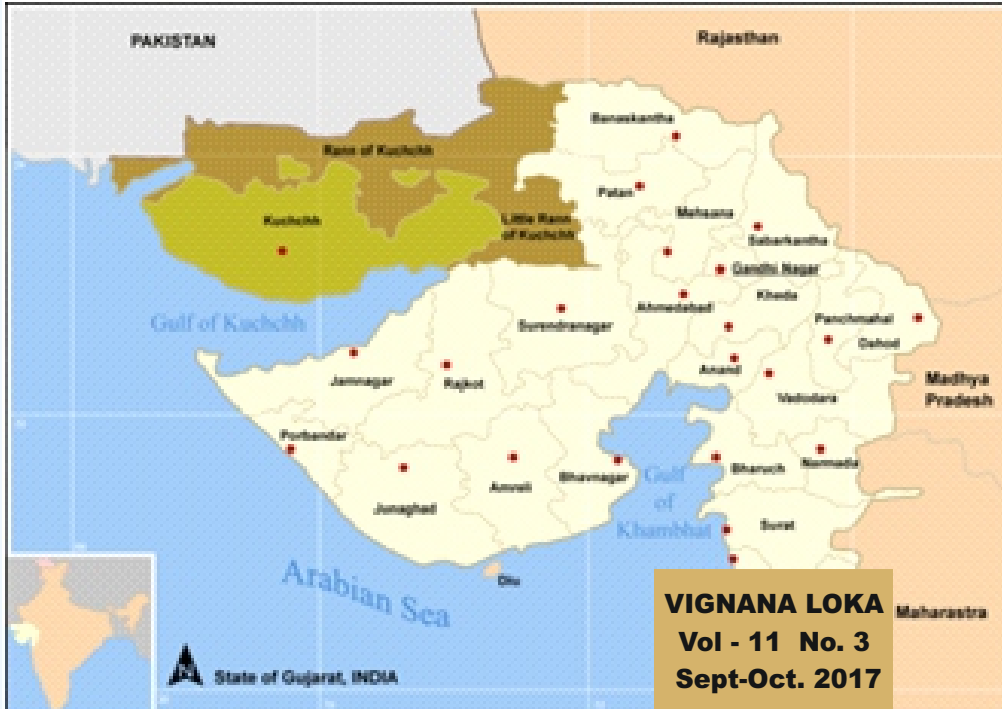 PAKISTAN
Rajasthan
Banaskantha
Rann of Kuchchh
Patan
Kuchchh
Mehsana
Little Rann
of Kuchchh
Sabarkantha
Gandhi Nagar
Kheda
Ahmedabad
Gulf of Kuchchh
Surendranagar
Panchmahal
Dahod
Jamnagar
Rajkot
Anand
Madhya
Pradesh
Vadodara
Porbandar
Bharuch
Narmada
Bhavnagar
Amreli
Junaghad
Gulf
of
Khambhat
Surat
Arabian Sea
Diu
VIGNANA LOKA
Vol - 11 No. 3
Sept-Oct. 2017
Maharastra
State of Gujarat, INDIA